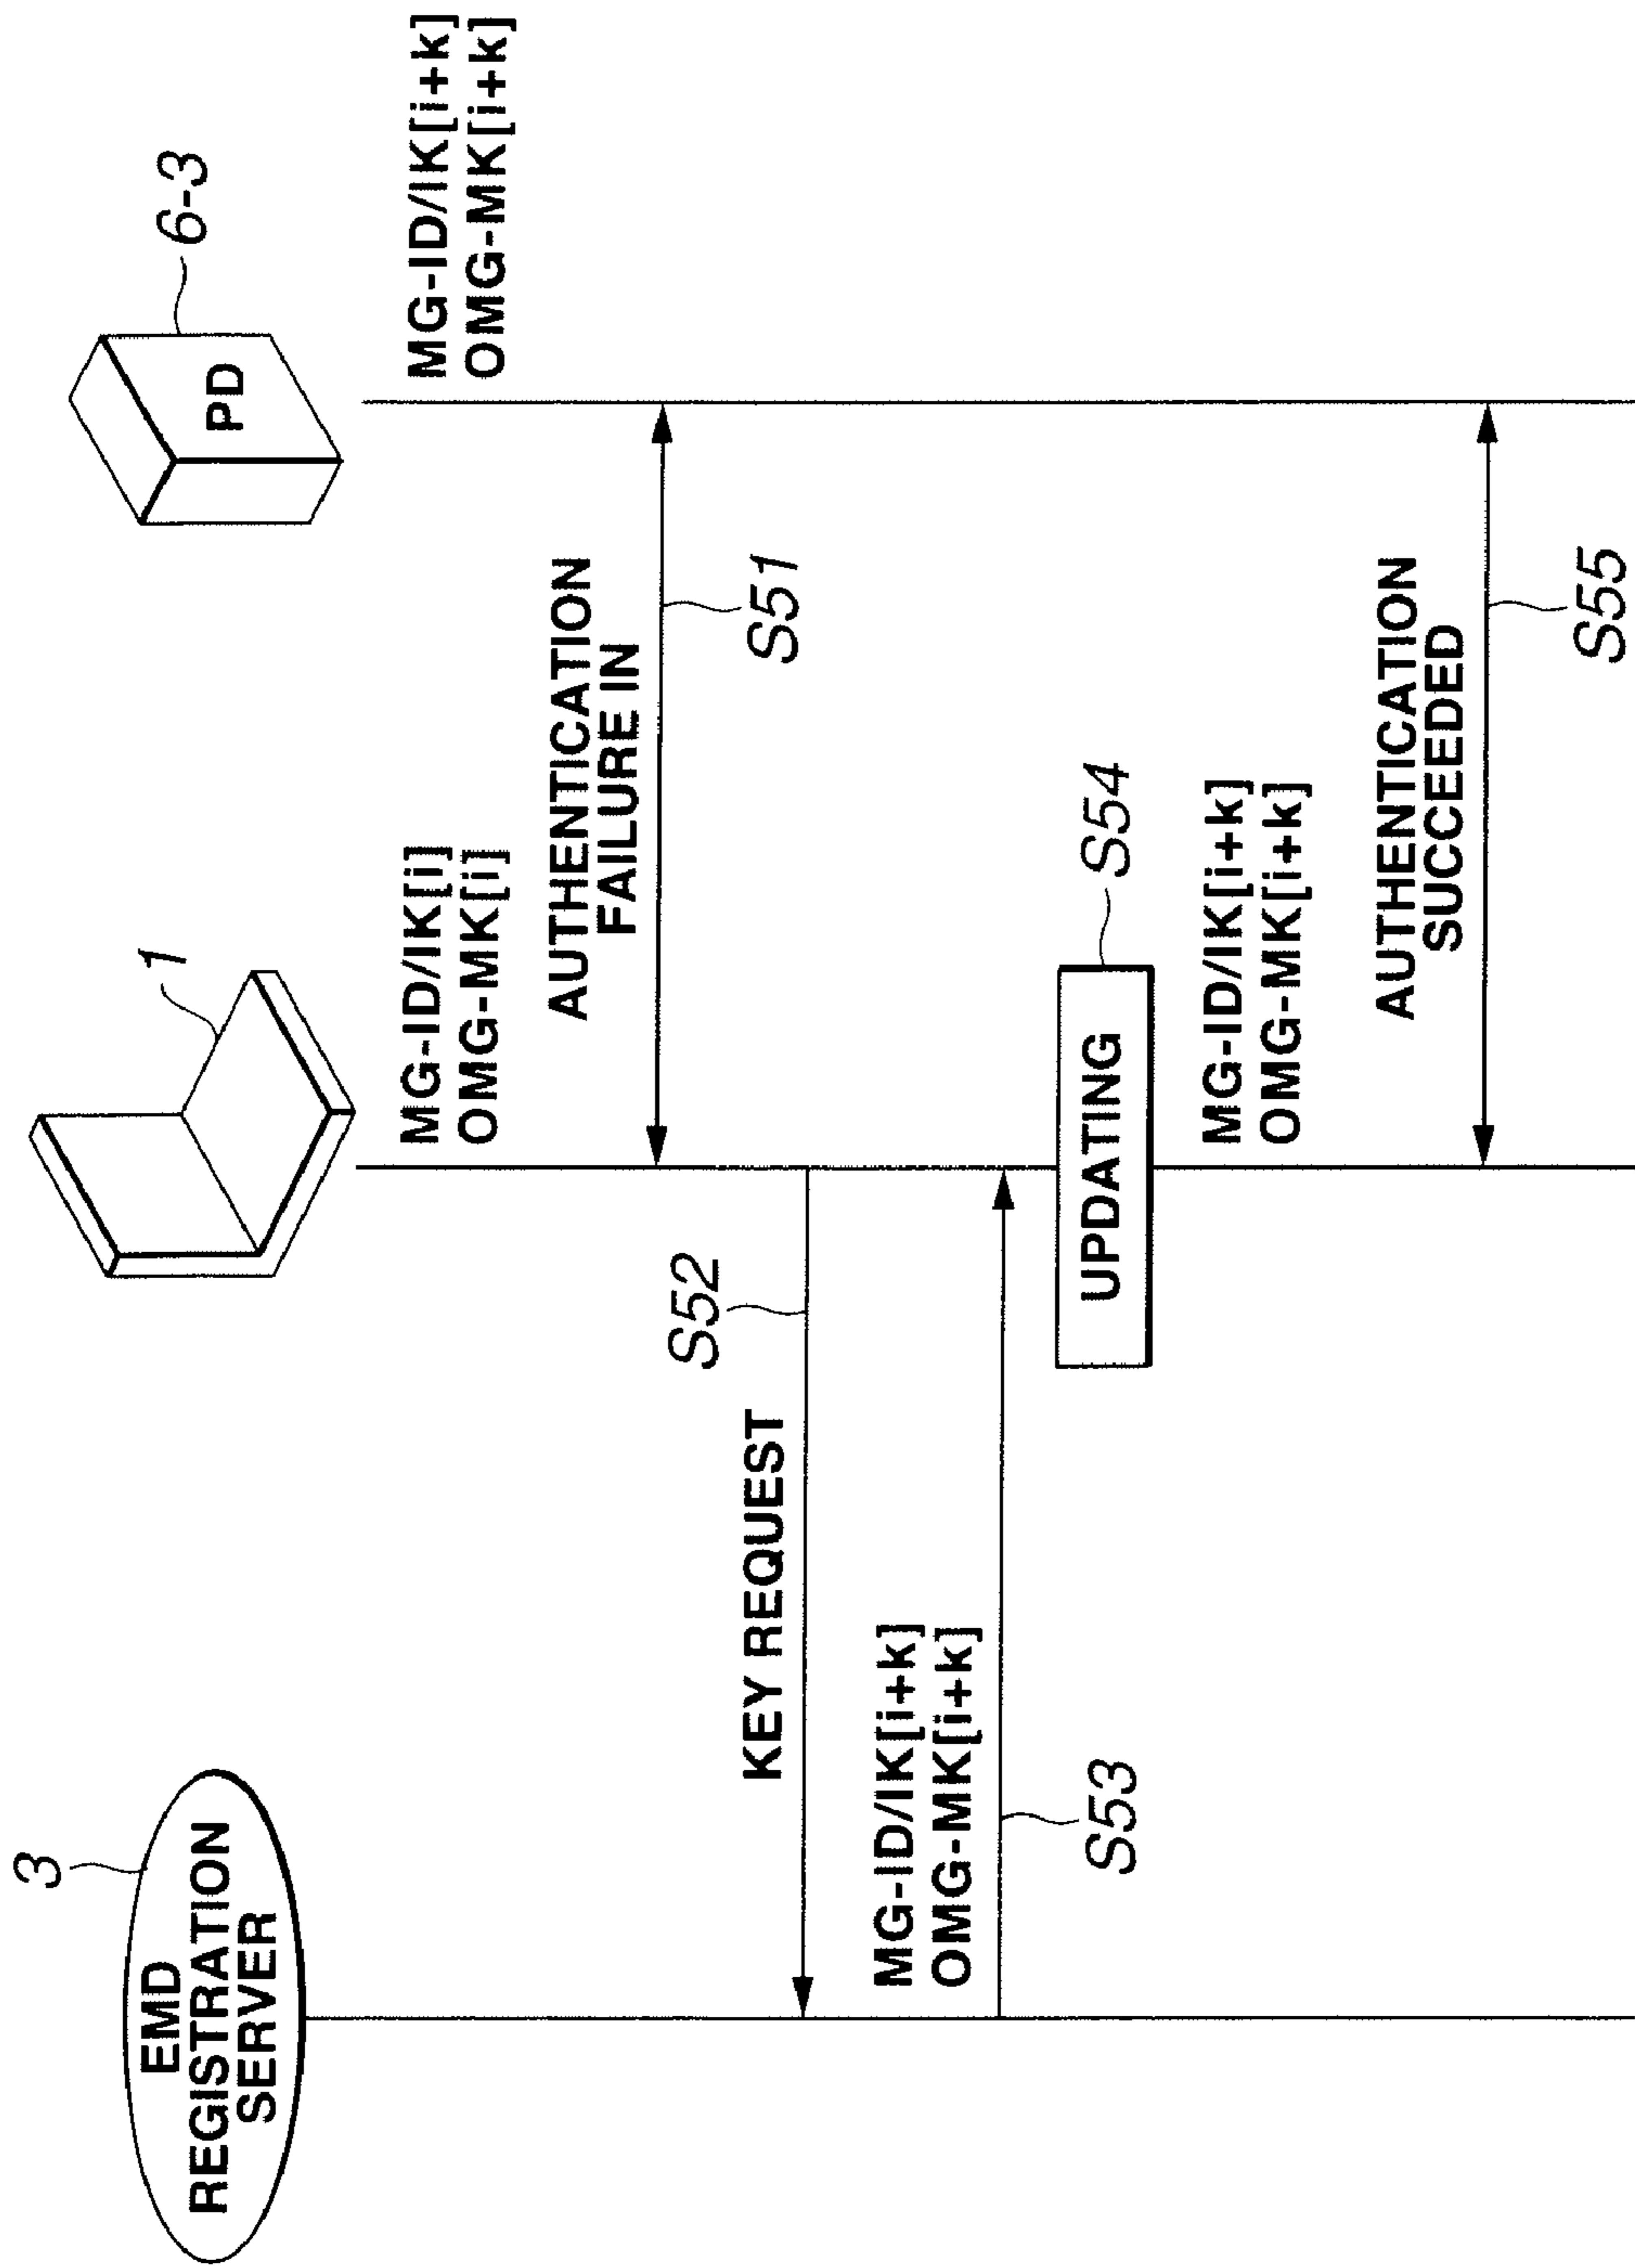 3
EMD
REGISTRATION
SERVER
1
PD
6-3
MG-ID/IK[i]
OMG-MK[i]
MG-ID/IK[i+k]
OMG-MK[i+k]
AUTHENTICATION
FAILURE IN
S51
KEY REQUEST
S52
MG-ID/IK[i+k]
OMG-MK[i+k]
S53
UPDATING
S54
MG-ID/IK[i+k]
OMG-MK[i+k]
AUTHENTICATION
SUCCEEDED
S55